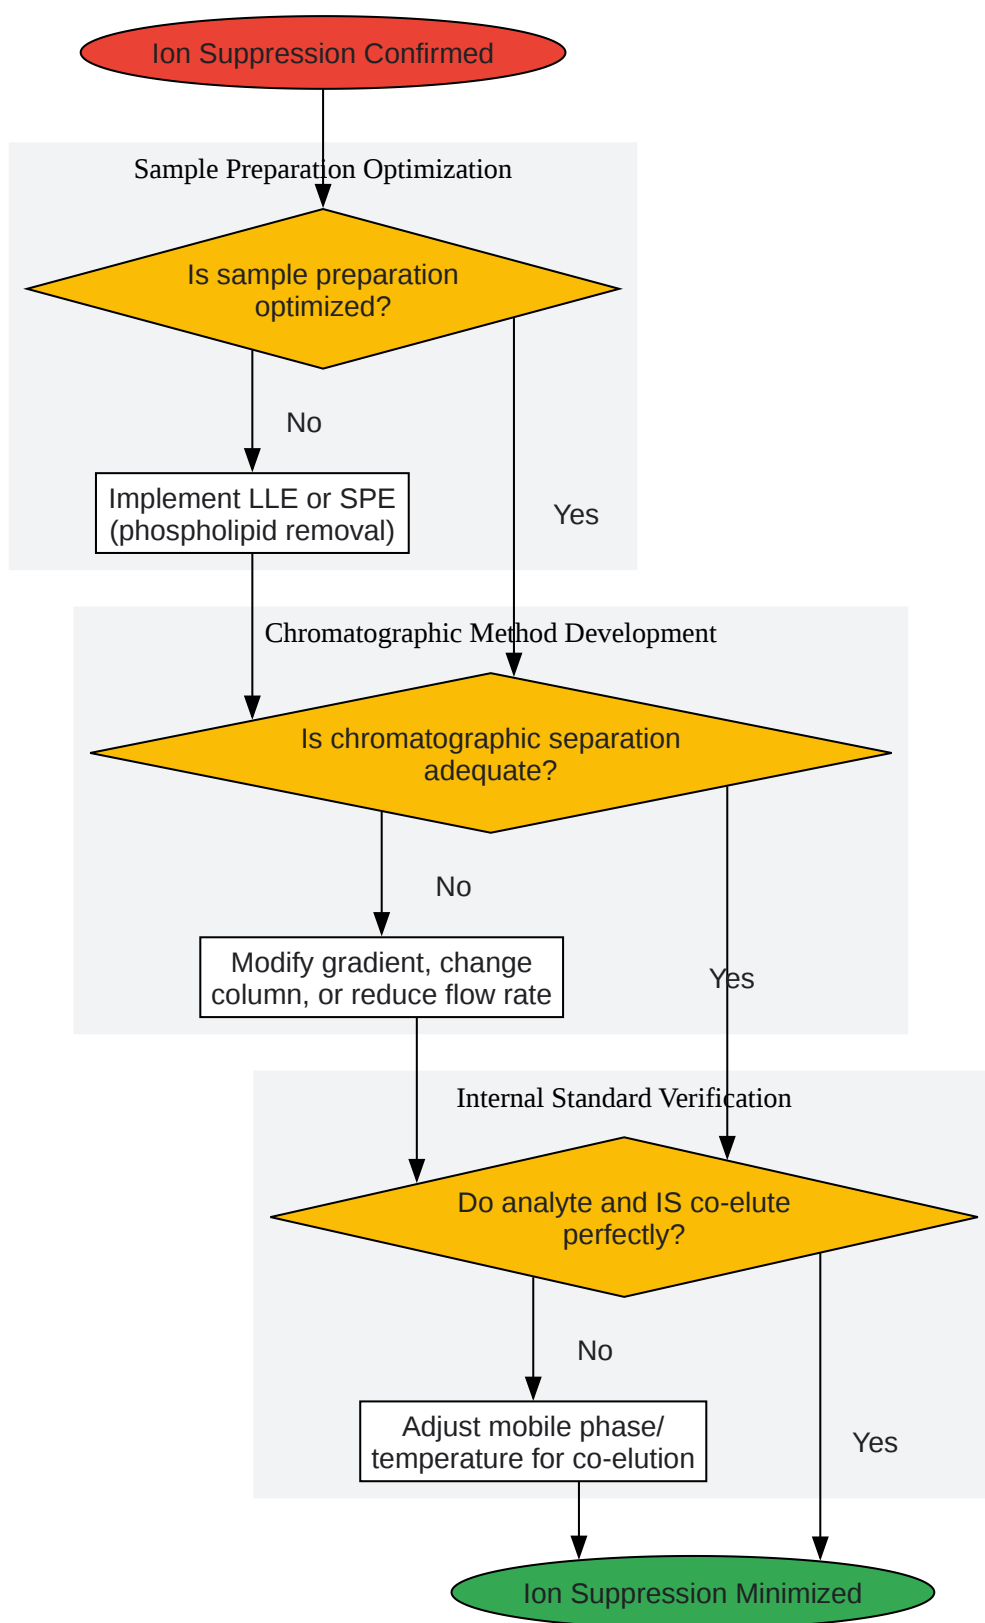 Ion Suppression Confirmed
Sample Preparation Optimization
Is sample preparation
optimized?
No
Implement LLE or SPE
(phospholipid removal)
Yes
Chromatographic Method Development
Is chromatographic separation
adequate?
No
Modify gradient, change
column, or reduce flow rate
Yes
Internal Standard Verification
Do analyte and IS co-elute
perfectly?
No
Adjust mobile phase/
temperature for co-elution
Yes
Ion Suppression Minimized